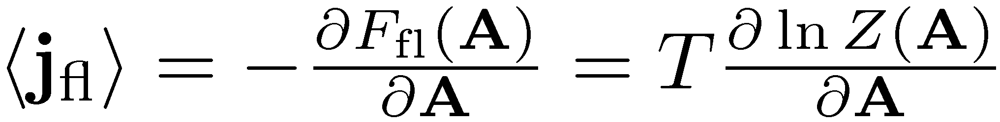 ⟨𝐣_fl⟩ = −∂F_fl(𝐀)/∂𝐀 = T ∂ ln Z(𝐀)/∂𝐀